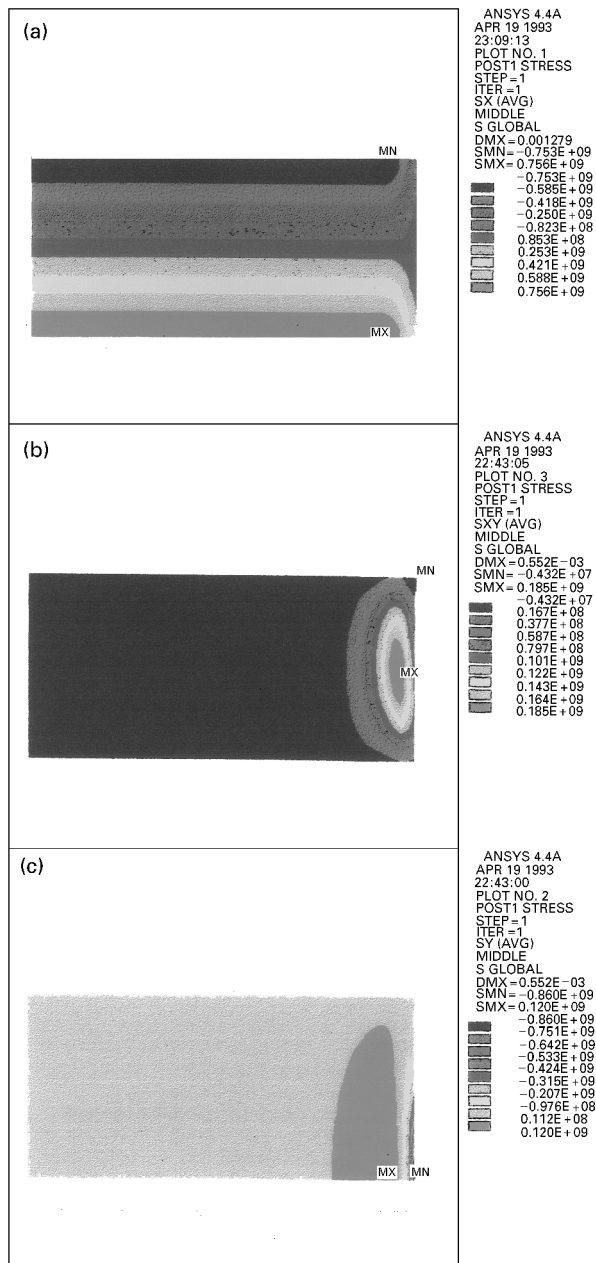 (a)
MN
MX
ANSYS 4.4A
APR 19 1993
23:09:13
PLOT NO. 1
POST1 STRESS
STEP=1
ITER =1
SX (AVG)
MIDDLE
S GLOBAL
DMX=0.001279
SMN=−0.753E+09
SMX=0.756E+09
−0.753E+09
−0.585E+09
−0.418E+09
−0.250E+09
−0.823E+08
0.853E+08
0.253E+09
0.421E+09
0.588E+09
0.756E+09
(b)
MN
MX
ANSYS 4.4A
APR 19 1993
22:43:05
PLOT NO. 3
POST1 STRESS
STEP=1
ITER =1
SXY (AVG)
MIDDLE
S GLOBAL
DMX=0.552E−03
SMN=−0.432E+07
SMX=0.185E+09
−0.432E+07
0.167E+08
0.377E+08
0.587E+08
0.797E+08
0.101E+09
0.122E+09
0.143E+09
0.164E+09
0.185E+09
(c)
MX MN
ANSYS 4.4A
APR 19 1993
22:43:00
PLOT NO. 2
POST1 STRESS
STEP=1
ITER =1
SY (AVG)
MIDDLE
S GLOBAL
DMX=0.552E−03
SMN=−0.860E+09
SMX=0.120E+09
−0.860E+09
−0.751E+09
−0.642E+09
−0.533E+09
−0.424E+09
−0.315E+09
−0.207E+09
−0.976E+08
0.112E+08
0.120E+09